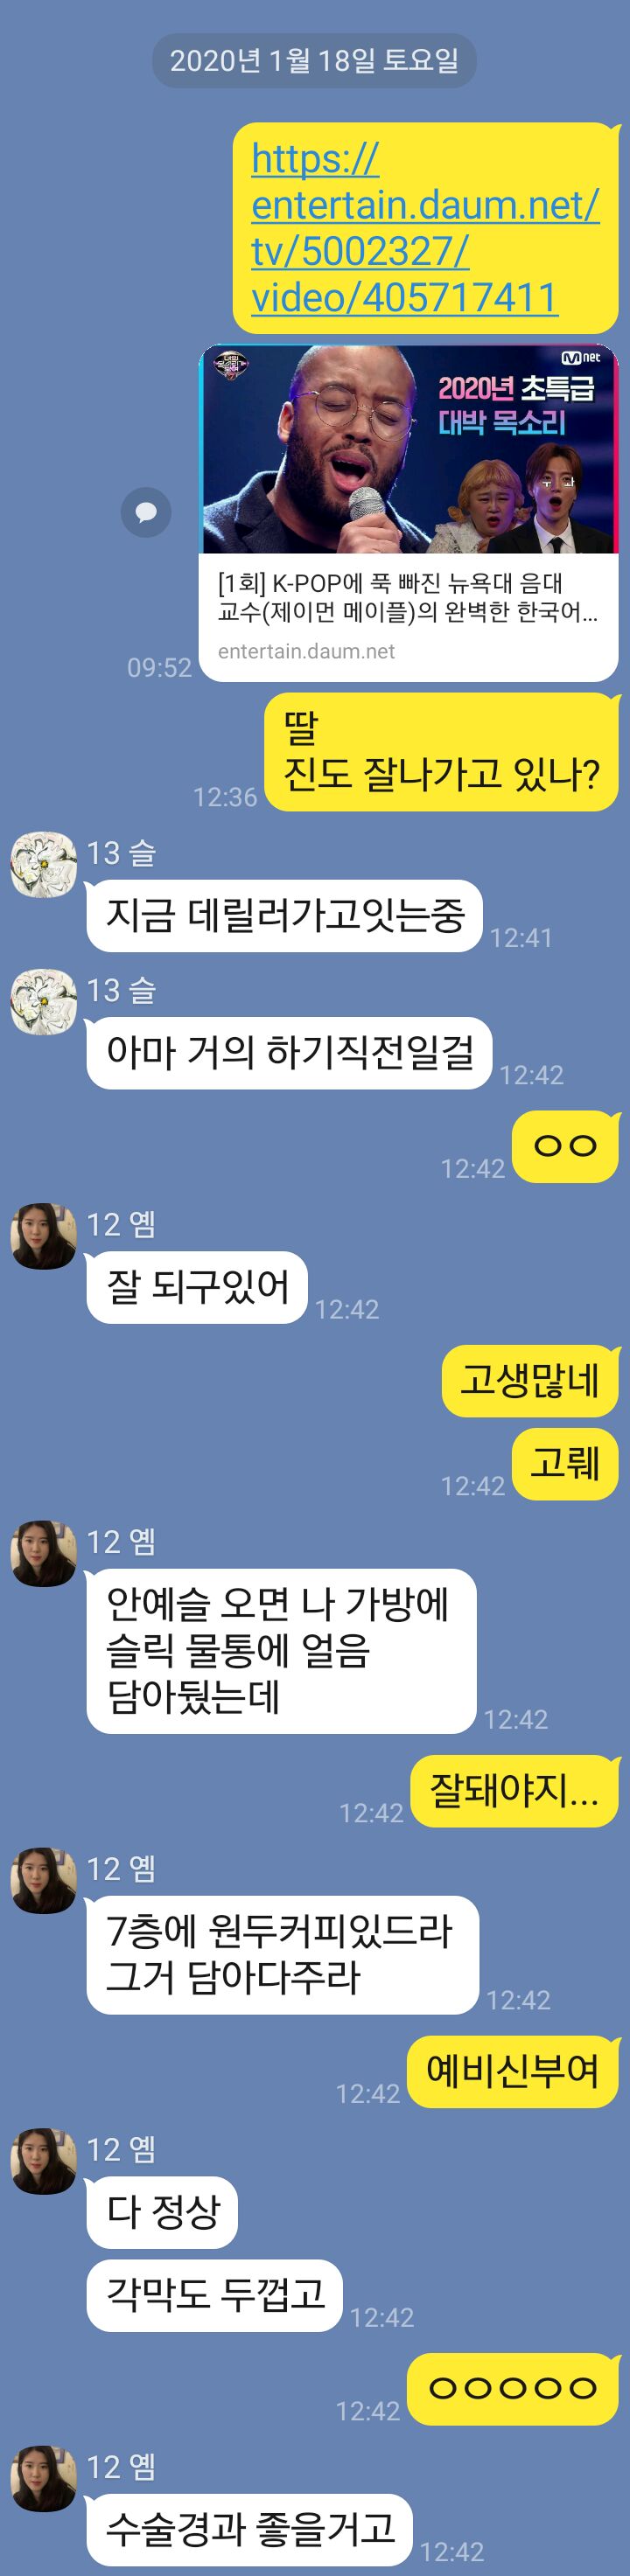 2020년 1월 18일 토요일
https://
entertain.daum.net/
tv/5002327/
video/405717411
Mnet
2020년 초특급
대박 목소리
[1회] K-POP에 푹 빠진 뉴욕대 음대
교수(제이먼 메이플)의 완벽한 한국어...
entertain.daum.net
09:52
딸
진도 잘나가고 있나?
12:36
13 슬
지금 데릴러가고잇는중
12:41
13 슬
아마 거의 하기직전일걸
12:42
ㅇㅇ
12:42
12 옘
잘 되구있어
12:42
고생많네
고뤠
12:42
12 옘
안예슬 오면 나 가방에
슬릭 물통에 얼음
담아뒀는데
12:42
잘돼야지...
12:42
12 옘
7층에 원두커피있드라
그거 담아다주라
12:42
예비신부여
12:42
12 옘
다 정상
각막도 두껍고
12:42
ㅇㅇㅇㅇㅇ
12:42
12 옘
수술경과 좋을거고
12:42